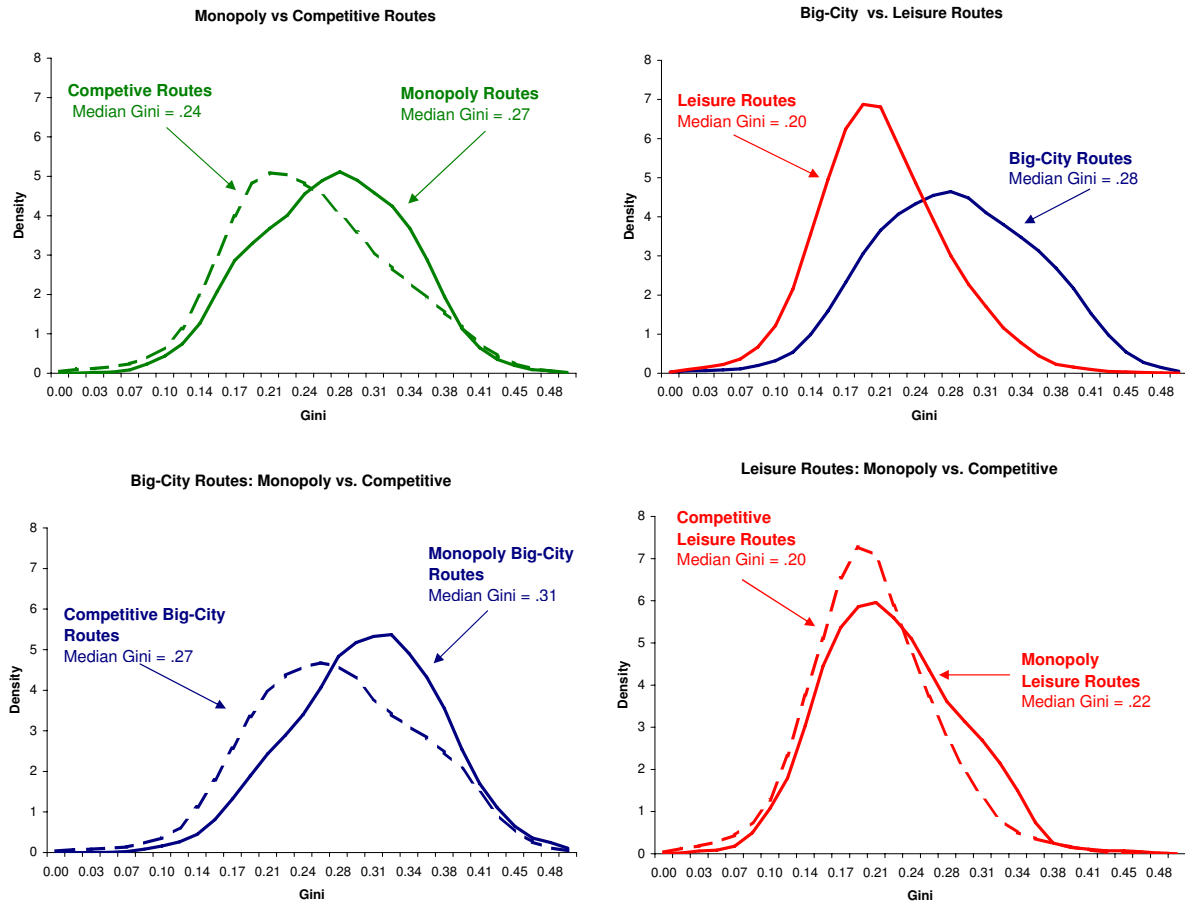 Monopoly vs Competitive Routes
8
7
6
5
4
3
2
1
0
Density
Competive Routes
Median Gini = .24
Monopoly Routes
Median Gini = .27
0.00 0.03 0.07 0.10 0.14 0.17 0.21 0.24 0.28 0.31 0.34 0.38 0.41 0.45 0.48
Gini
Big-City vs. Leisure Routes
8
7
6
5
4
3
2
1
0
Density
Leisure Routes
Median Gini = .20
Big-City Routes
Median Gini = .28
0.00 0.03 0.07 0.10 0.14 0.17 0.21 0.24 0.28 0.31 0.34 0.38 0.41 0.45 0.48
Gini
Big-City Routes: Monopoly vs. Competitive
8
7
6
5
4
3
2
1
0
Density
Competitive Big-City
Routes
Median Gini = .27
Monopoly Big-City
Routes
Median Gini = .31
0.00 0.03 0.07 0.10 0.14 0.17 0.21 0.24 0.28 0.31 0.34 0.38 0.41 0.45 0.48
Gini
Leisure Routes: Monopoly vs. Competitive
8
7
6
5
4
3
2
1
0
Density
Competitive
Leisure Routes
Median Gini = .20
Monopoly
Leisure Routes
Median Gini = .22
0.00 0.03 0.07 0.10 0.14 0.17 0.21 0.24 0.28 0.31 0.34 0.38 0.41 0.45 0.48
Gini